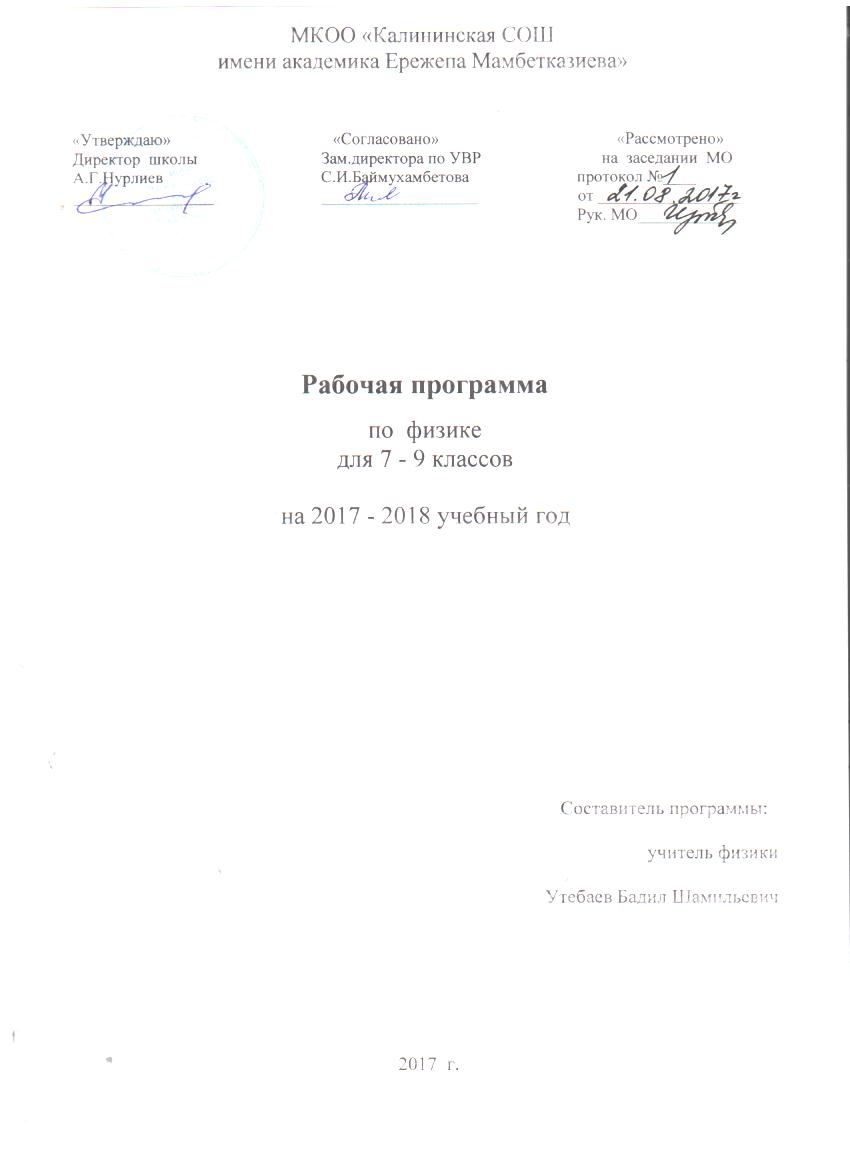 МКОО «Калининская СОШ
имени академика Ережепа Мамбетказиева»
«Утверждаю»
Директор школы
А.Г.Нурлиев
«Согласовано»
Зам.директора по УВР
С.И.Баймухамбетова
«Рассмотрено»
на заседании МО
протокол № 1
от 21.08.2017г
Рук. МО
Рабочая программа
по физике
для 7 - 9 классов
на 2017 - 2018 учебный год
Составитель программы:
учитель физики
Утебаев Бадил Шамильевич
2017 г.